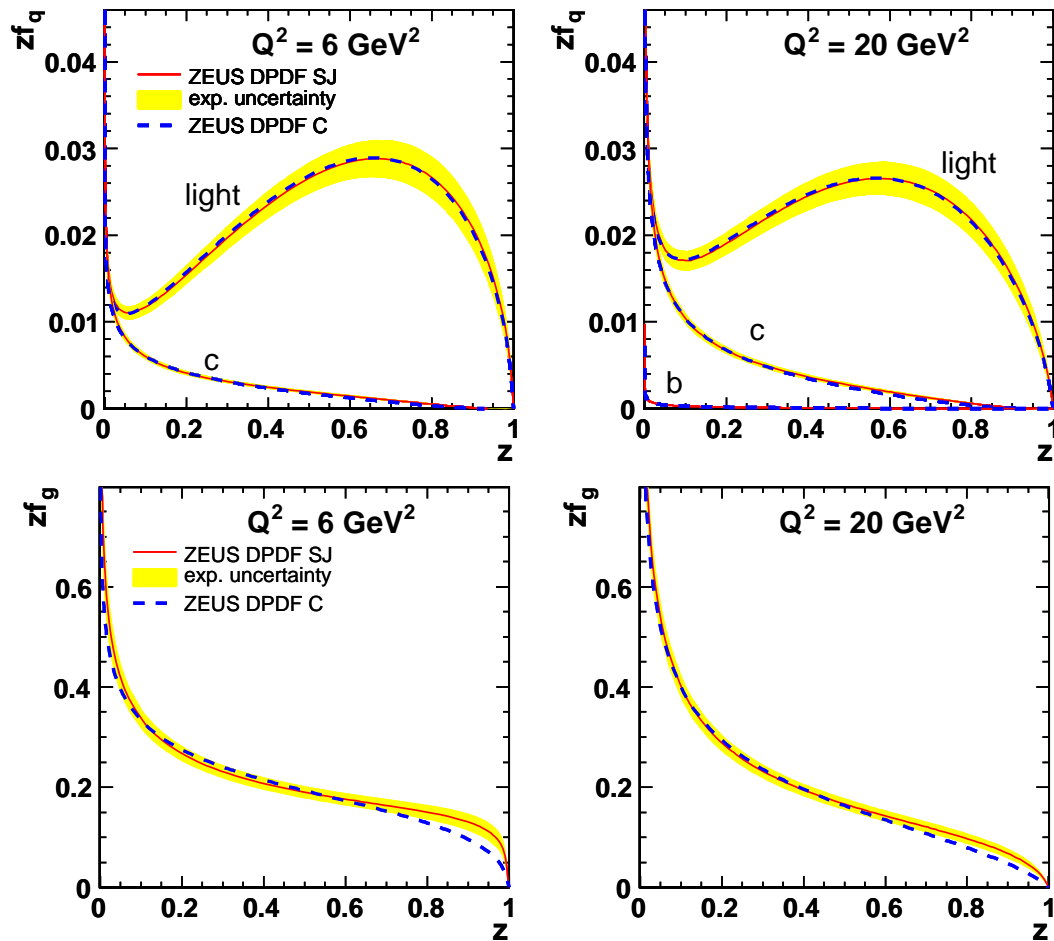 zf_q
Q² = 6 GeV²
ZEUS DPDF SJ
exp. uncertainty
ZEUS DPDF C
light
c
0.04
0.03
0.02
0.01
0
0 0.2 0.4 0.6 0.8 1
z
Q² = 20 GeV²
light
c
b
0.04
0.03
0.02
0.01
0
0 0.2 0.4 0.6 0.8 1
z
zf_g
Q² = 6 GeV²
ZEUS DPDF SJ
exp. uncertainty
ZEUS DPDF C
0.6
0.4
0.2
0
0 0.2 0.4 0.6 0.8 1
z
zf_q
zf_g
Q² = 20 GeV²
0.6
0.4
0.2
0
0 0.2 0.4 0.6 0.8 1
z